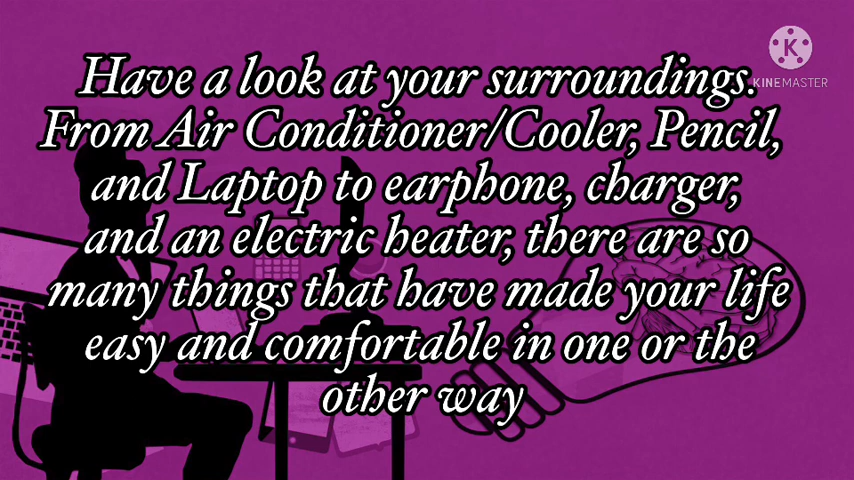 Have a look at your surroundings.
From Air Conditioner/Cooler, Pencil,
and Laptop to earphone, charger,
and an electric heater, there are so
many things that have made your life
easy and comfortable in one or the
other way
K
KINEMASTER